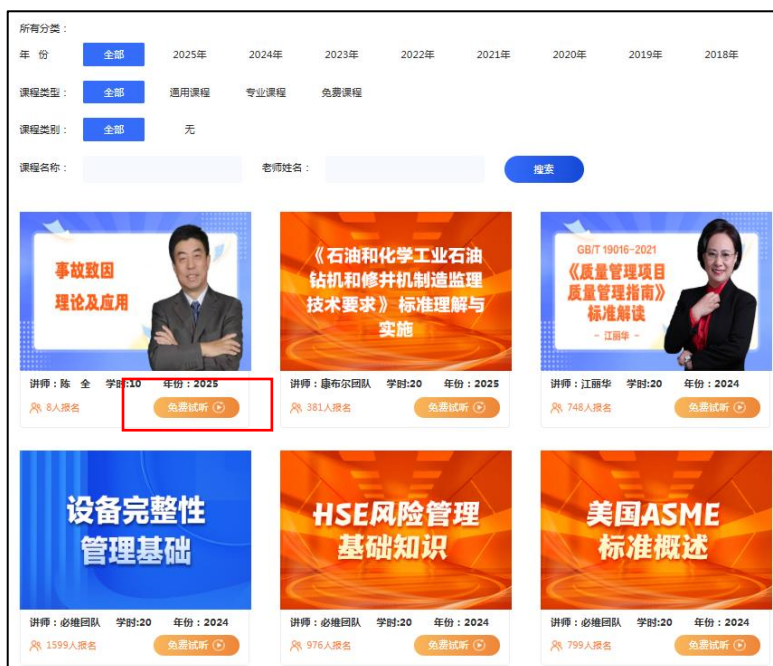 所有分类：
年 份 全部 2025年 2024年 2023年 2022年 2021年 2020年 2019年 2018年
课程类型： 全部 通用课程 专业课程 免费课程
课程类别： 全部 无
课程名称： 老师姓名： 搜索
事故致因
理论及应用
讲师：陈 全 学时:10 年份：2025
8人报名 免费试听
《石油和化学工业石油
钻机和修井机制造监理
技术要求》标准理解与
实施
讲师：康布尔团队 学时:20 年份：2025
381人报名 免费试听
GB/T 19016-2021
《质量管理项目
质量管理指南》
标准解读
- 江丽华 -
讲师：江丽华 学时:20 年份：2024
748人报名 免费试听
设备完整性
管理基础
讲师：必维团队 学时:20 年份：2024
1599人报名 免费试听
HSE风险管理
基础知识
讲师：必维团队 学时:20 年份：2024
976人报名 免费试听
美国ASME
标准概述
讲师：必维团队 学时:20 年份：2024
799人报名 免费试听